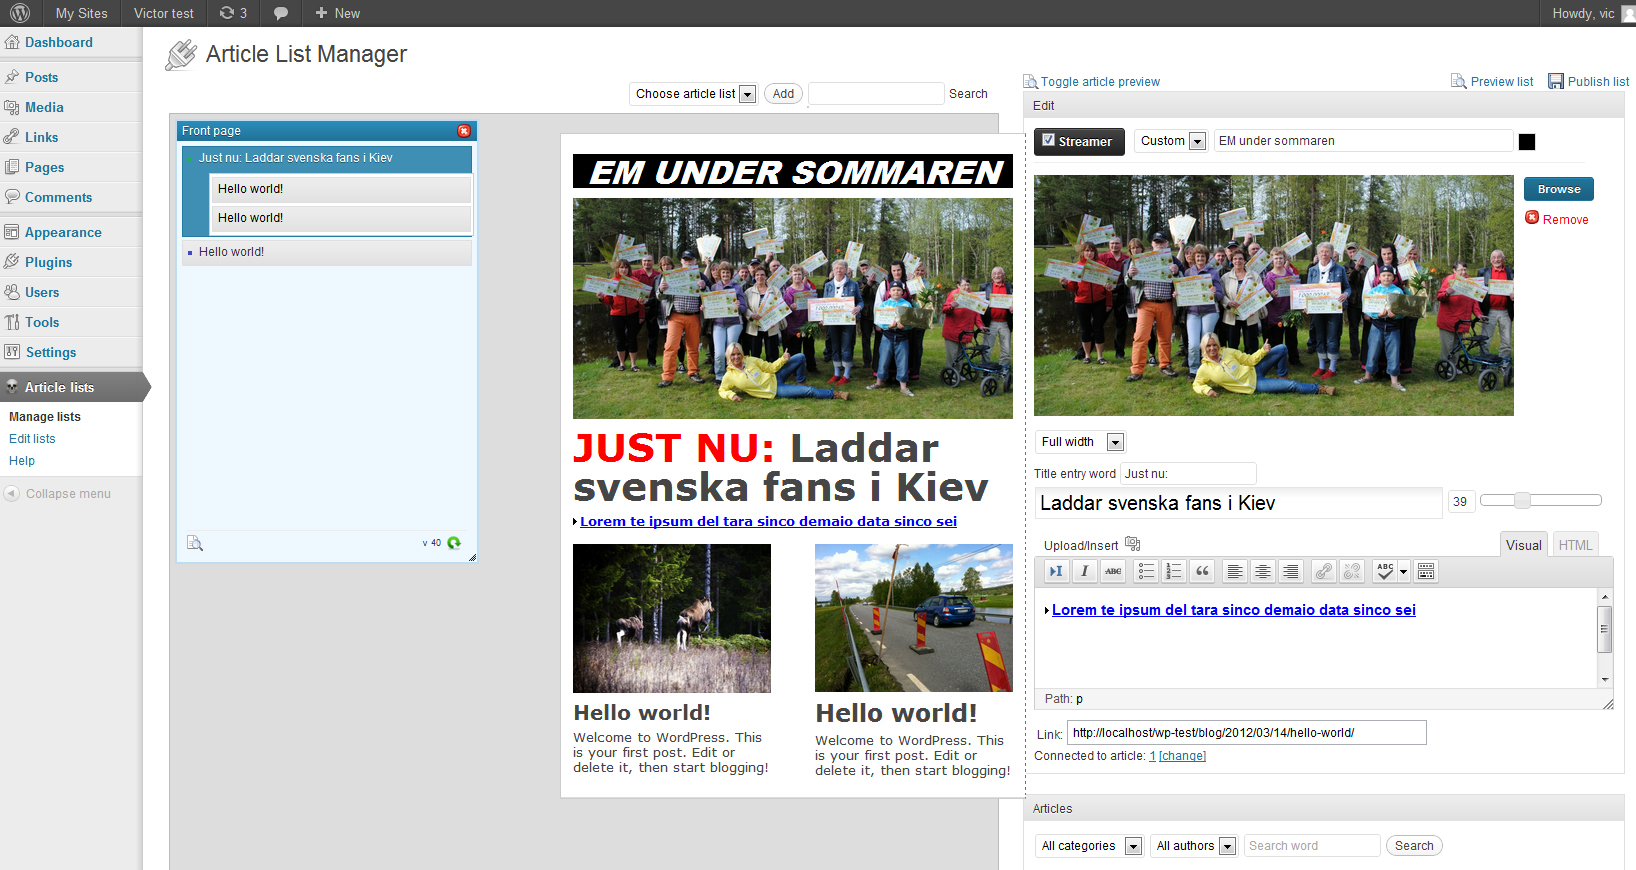 My Sites
Victor test
3
New
Howdy, vic
Dashboard
Posts
Media
Links
Pages
Comments
Appearance
Plugins
Users
Tools
Settings
Article lists
Manage lists
Edit lists
Help
Collapse menu
Article List Manager
Choose article list
Add
Search
Front page
Just nu: Laddar svenska fans i Kiev
Hello world!
Hello world!
Hello world!
v 40
EM UNDER SOMMAREN
JUST NU: Laddar
svenska fans i Kiev
Lorem te ipsum del tara sinco demaio data sinco sei
Hello world!
Welcome to WordPress. This
is your first post. Edit or
delete it, then start blogging!
Hello world!
Welcome to WordPress. This
is your first post. Edit or
delete it, then start blogging!
Toggle article preview
Preview list
Publish list
Edit
Streamer
Custom
EM under sommaren
Browse
Remove
Full width
Title entry word
Just nu:
Laddar svenska fans i Kiev
39
Upload/Insert
Visual
HTML
I
ABC
ABC
Lorem te ipsum del tara sinco demaio data sinco sei
Path: p
Link:
http://localhost/wp-test/blog/2012/03/14/hello-world/
Connected to article: 1 [change]
Articles
All categories
All authors
Search word
Search